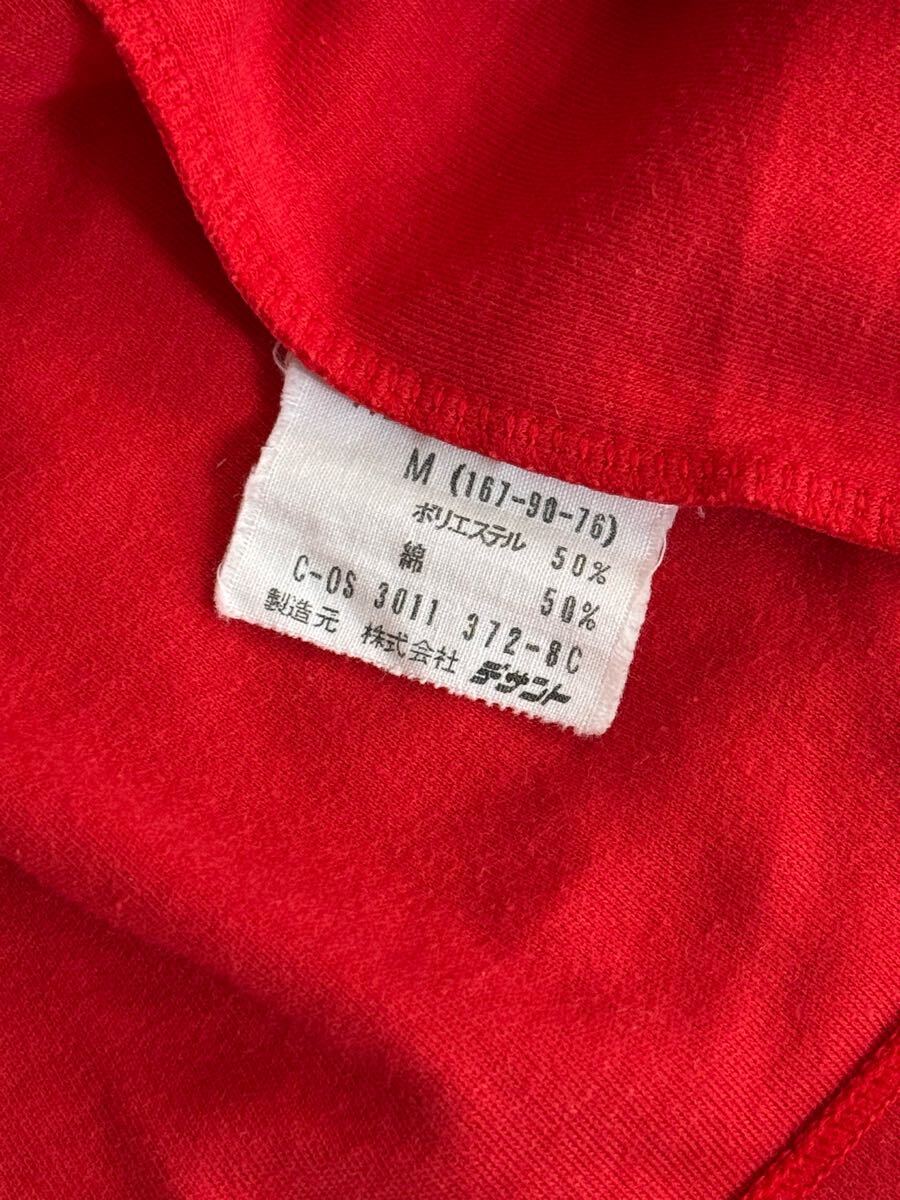 M (167-90-76)
ポリエステル 50%
綿 50%
C-OS 3011 372-8C
製造元 株式会社 デサント